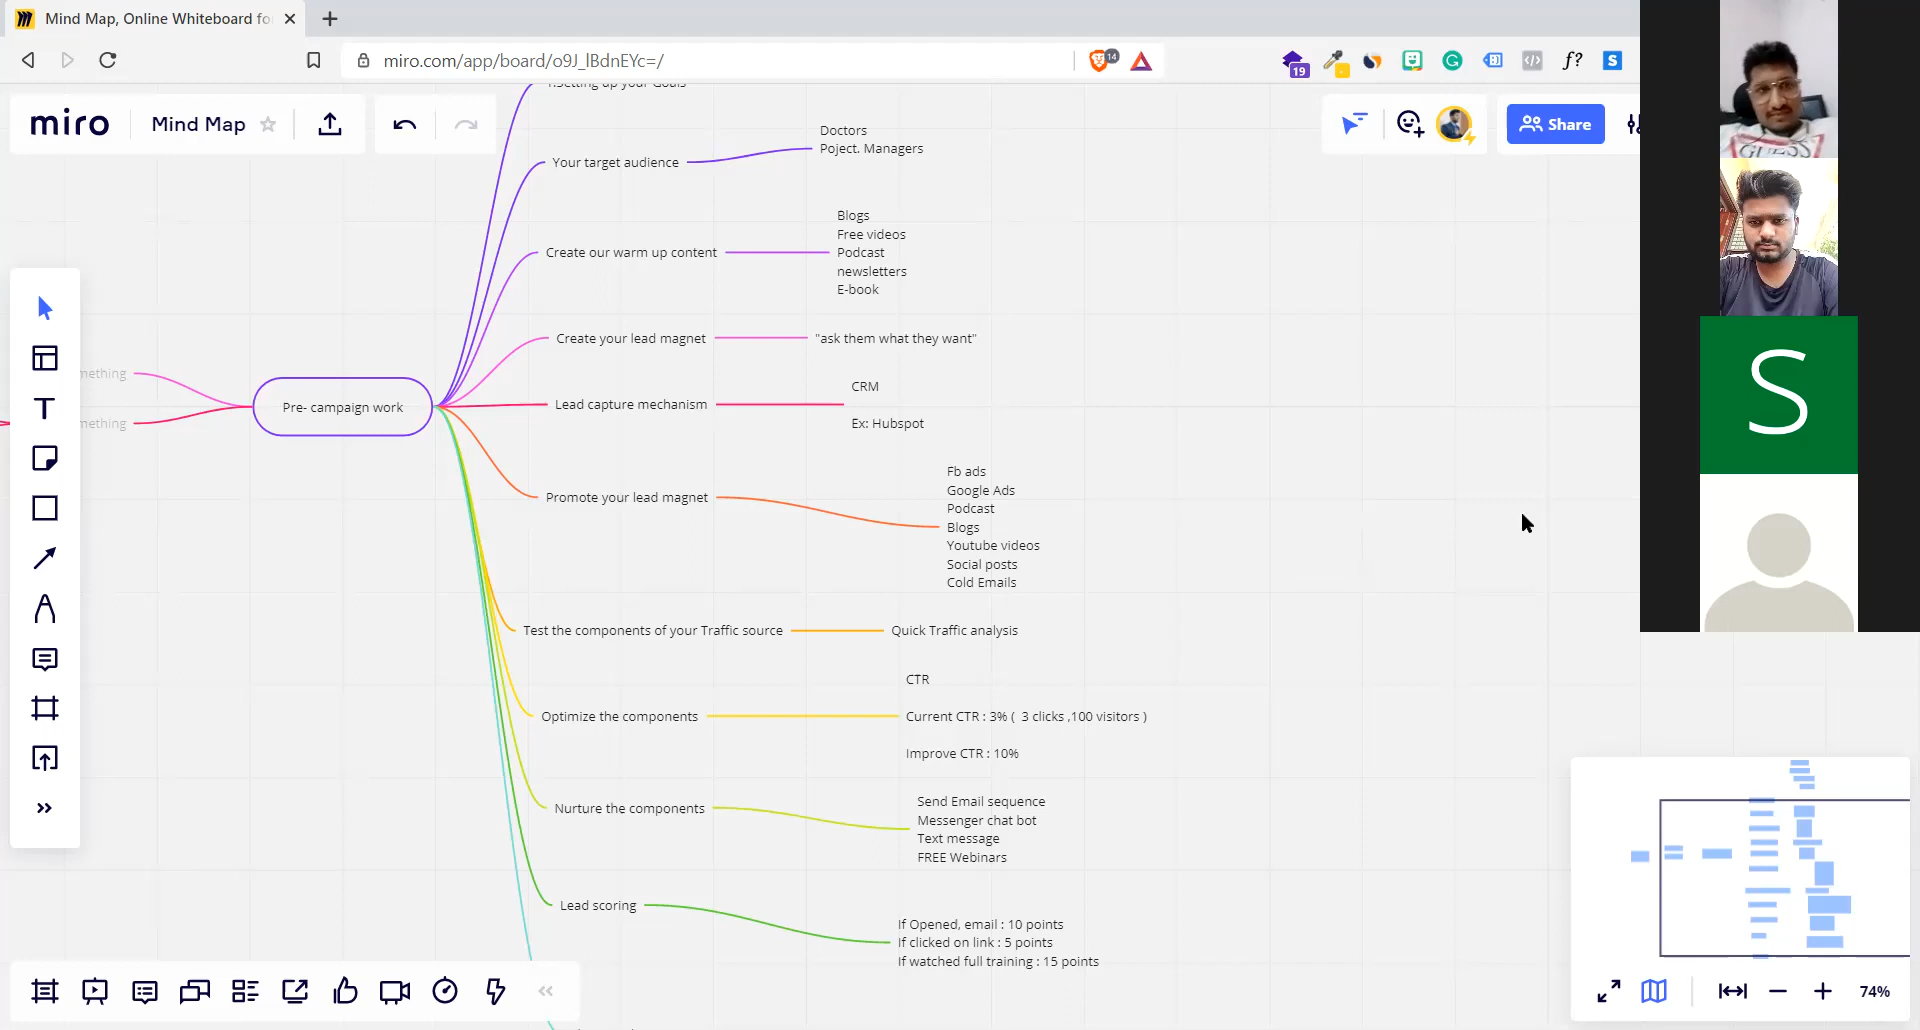 Mind Map, Online Whiteboard fo
miro.com/app/board/o9J_lBdnEYc=/
14
19
f?
S
miro
Mind Map
Share
GUESS
S
Doctors
Poject. Managers
Your target audience
Blogs
Free videos
Create our warm up content
Podcast
newsletters
E-book
Create your lead magnet
"ask them what they want"
Pre- campaign work
Lead capture mechanism
CRM
Ex: Hubspot
Promote your lead magnet
Fb ads
Google Ads
Podcast
Blogs
Youtube videos
Social posts
Cold Emails
Test the components of your Traffic source
Quick Traffic analysis
Optimize the components
CTR
Current CTR : 3% ( 3 clicks ,100 visitors )
Improve CTR : 10%
Nurture the components
Send Email sequence
Messenger chat bot
Text message
FREE Webinars
Lead scoring
If Opened, email : 10 points
If clicked on link : 5 points
If watched full training : 15 points
74%